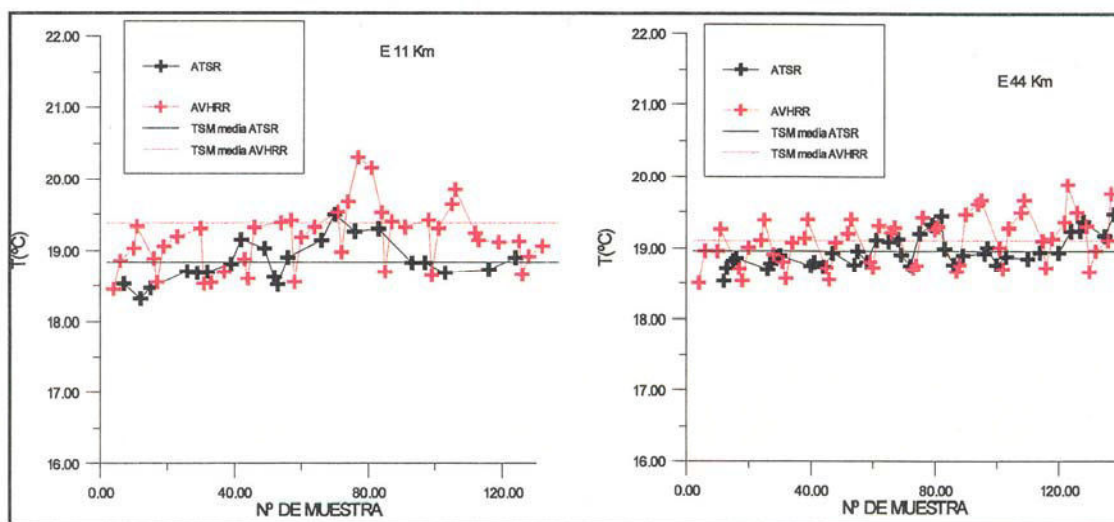 22.00
21.00
20.00
19.00
18.00
17.00
16.00
T(ºC)
0.00
40.00
80.00
120.00
Nº DE MUESTRA
E 11 Km
ATSR
AVHRR
TSM media ATSR
TSM media AVHRR
22.00
21.00
20.00
19.00
18.00
17.00
16.00
T(ºC)
0.00
40.00
80.00
120.00
Nº DE MUESTRA
E 44 Km
ATSR
AVHRR
TSM media ATSR
TSM media AVHRR